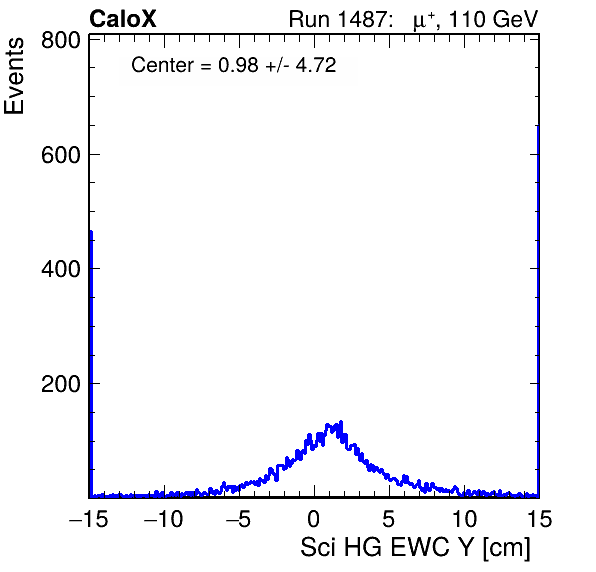 CaloX Run 1487: μ⁺, 110 GeV
Events
Center = 0.98 +/- 4.72
800
600
400
200
−15 −10 −5 0 5 10 15
Sci HG EWC Y [cm]